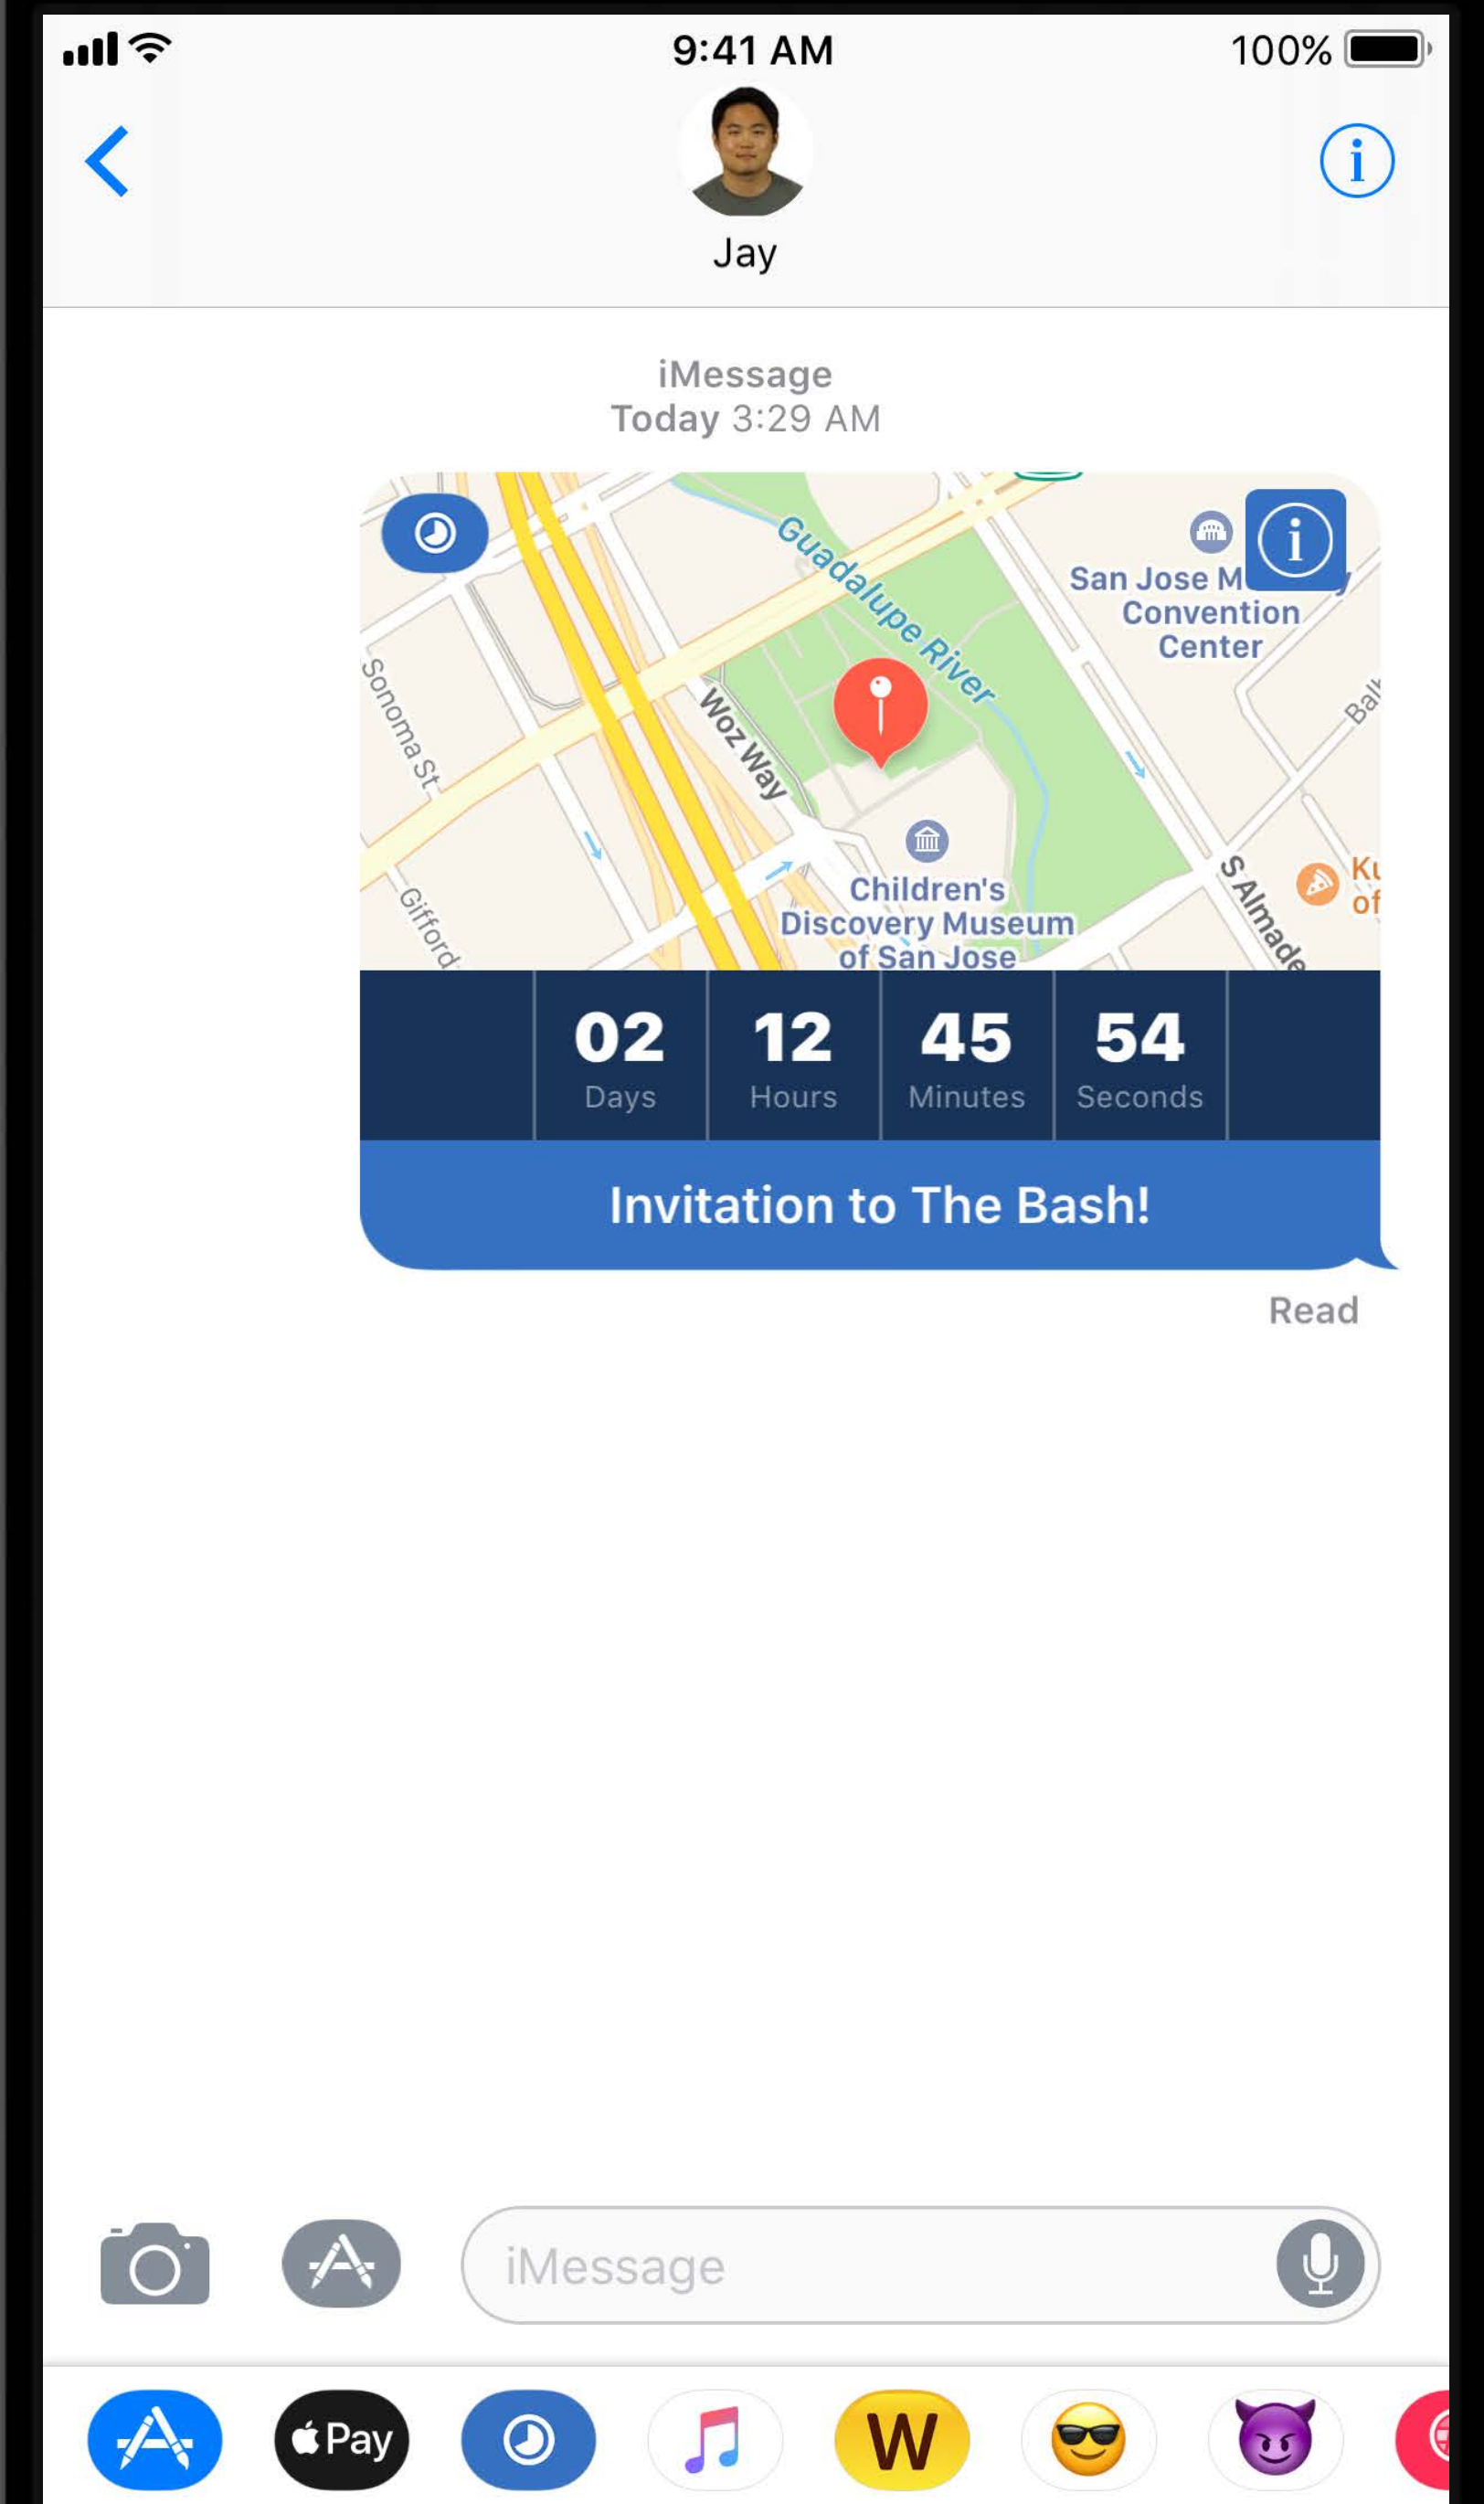 9:41 AM
100%
Jay
iMessage
Today 3:29 AM
Guadalupe River
San Jose M
Convention
Center
Sonoma St
Woz Way
Gifford
Children's
Discovery Museum
of San Jose
S Almade
of
02 12 45 54
Days Hours Minutes Seconds
Invitation to The Bash!
Read
iMessage
Pay
W